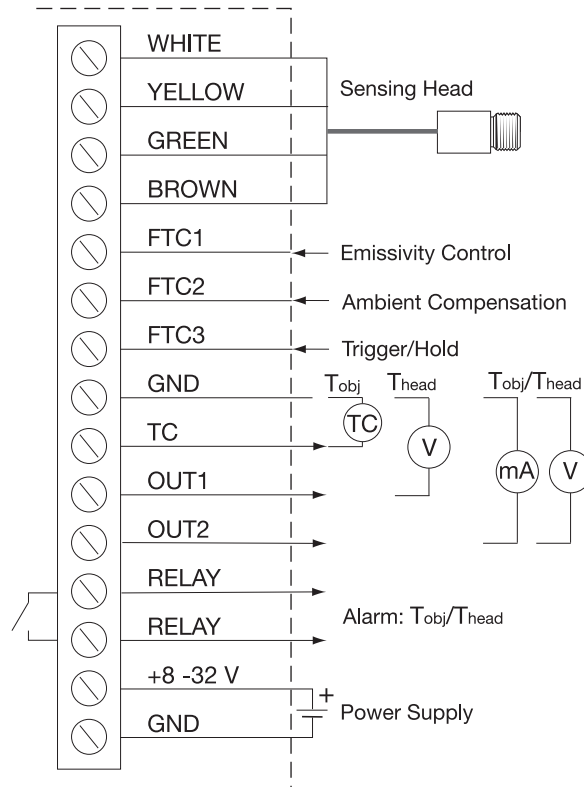 WHITE
YELLOW
Sensing Head
GREEN
BROWN
FTC1
Emissivity Control
FTC2
Ambient Compensation
FTC3
Trigger/Hold
GND
Tobj Thead Tobj/Thead
TC
TC
V
mA
V
OUT1
OUT2
RELAY
Alarm: Tobj/Thead
RELAY
+8 -32 V
+
Power Supply
GND